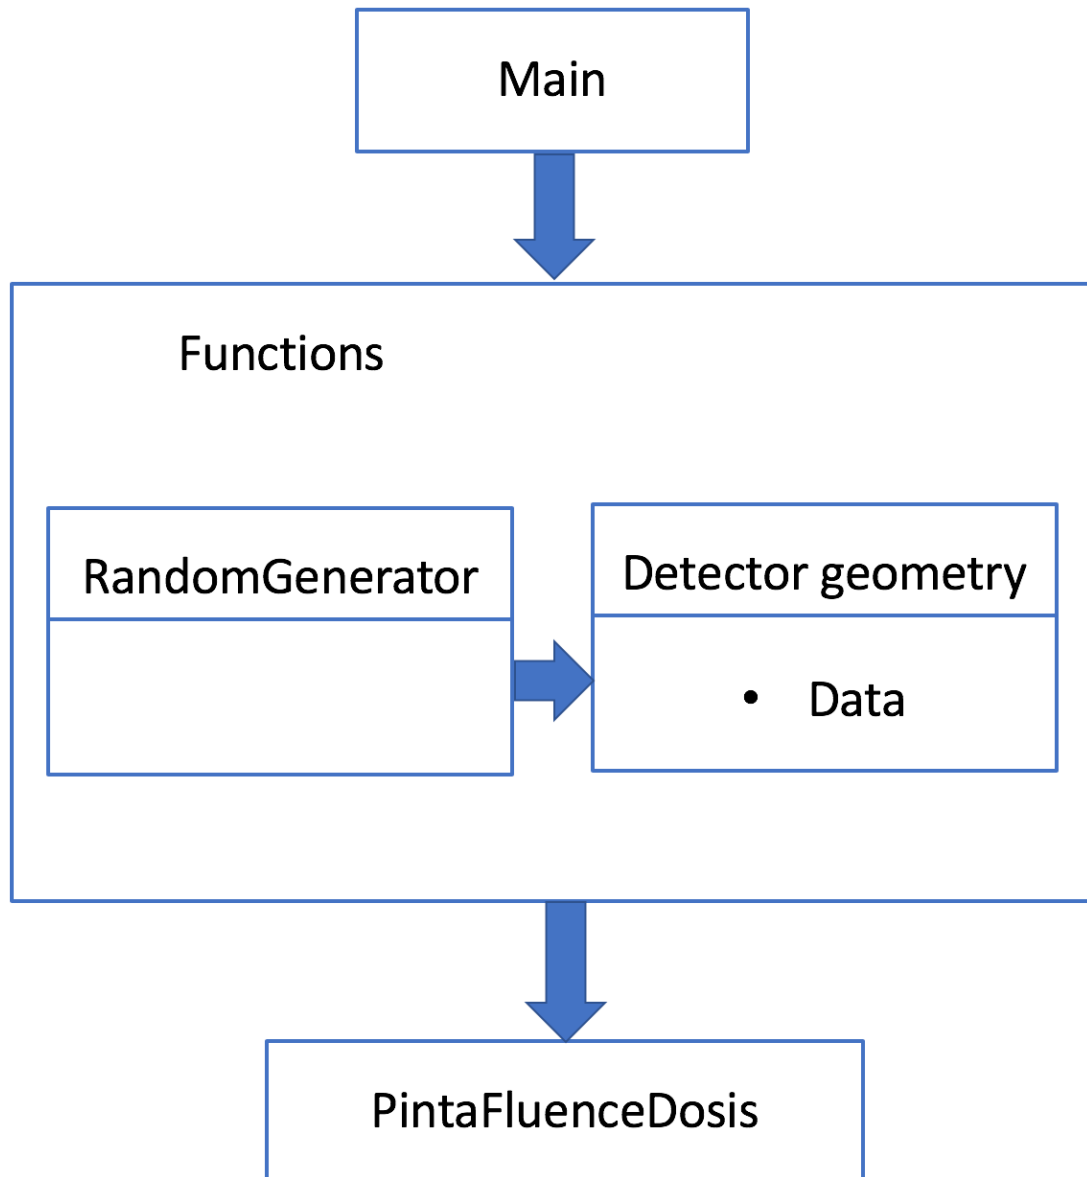 Main
Functions
RandomGenerator
Detector geometry
• Data
PintaFluenceDosis